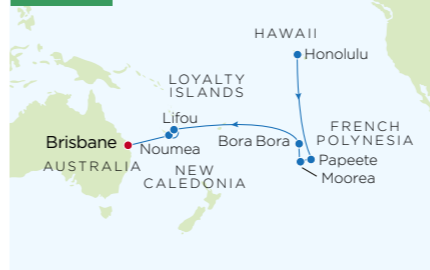 HAWAII
Honolulu
LOYALTY
ISLANDS
Lifou
Brisbane
Noumea
Bora Bora
FRENCH
POLYNESIA
AUSTRALIA
NEW
CALEDONIA
Papeete
Moorea